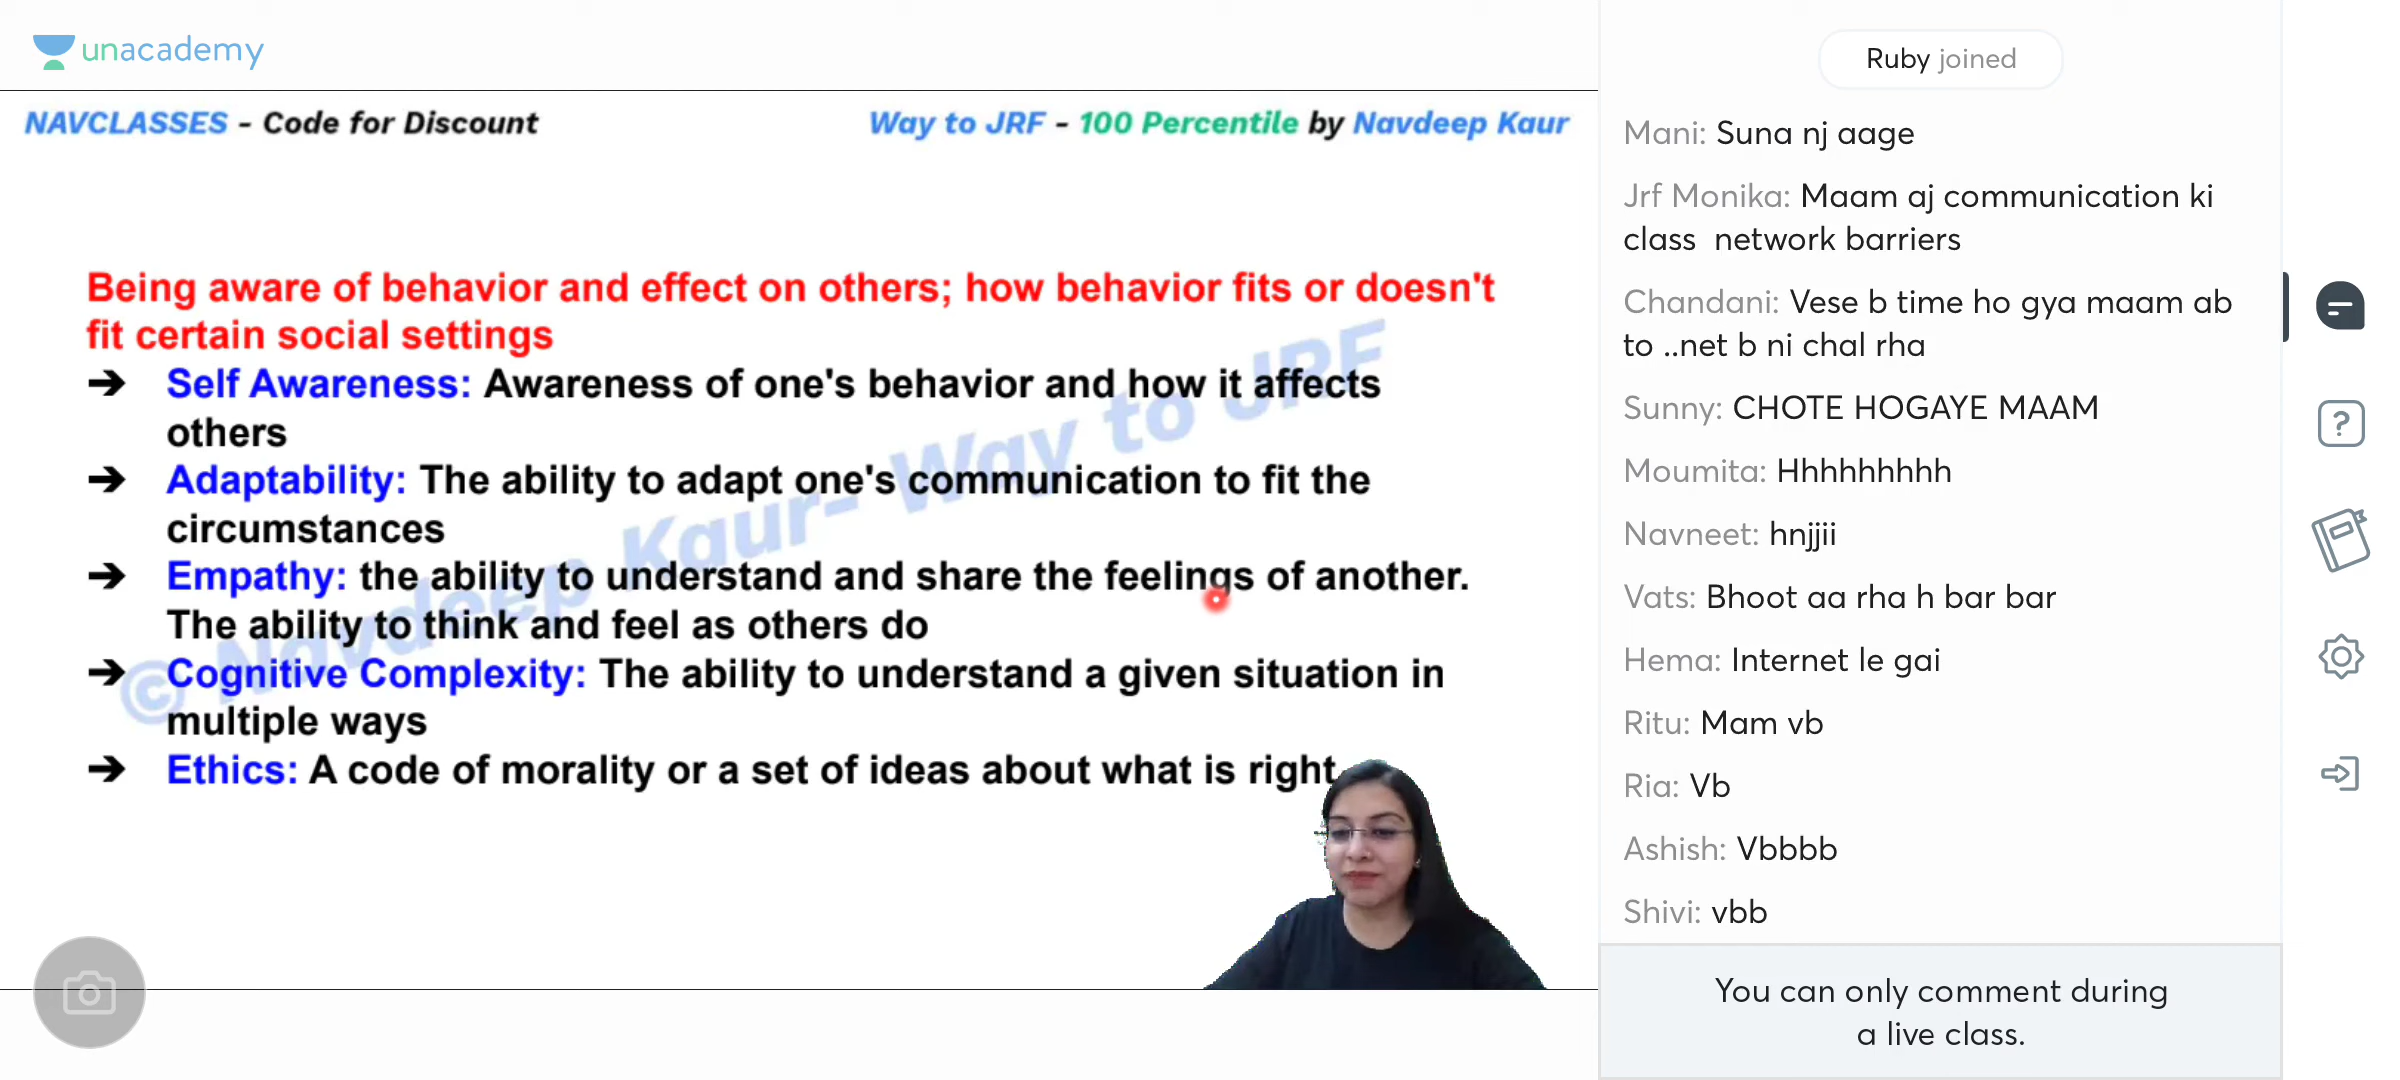 unacademy
NAVCLASSES - Code for Discount
Way to JRF - 100 Percentile by Navdeep Kaur
Being aware of behavior and effect on others; how behavior fits or doesn't
fit certain social settings
➔ Self Awareness: Awareness of one's behavior and how it affects
others
➔ Adaptability: The ability to adapt one's communication to fit the
circumstances
➔ Empathy: the ability to understand and share the feelings of another.
The ability to think and feel as others do
➔ Cognitive Complexity: The ability to understand a given situation in
multiple ways
➔ Ethics: A code of morality or a set of ideas about what is right
© Navdeep Kaur- Way to JRF
Ruby joined
Mani: Suna nj aage
Jrf Monika: Maam aj communication ki
class network barriers
Chandani: Vese b time ho gya maam ab
to ..net b ni chal rha
Sunny: CHOTE HOGAYE MAAM
Moumita: Hhhhhhhhh
Navneet: hnjjii
Vats: Bhoot aa rha h bar bar
Hema: Internet le gai
Ritu: Mam vb
Ria: Vb
Ashish: Vbbbb
Shivi: vbb
You can only comment during
a live class.
?